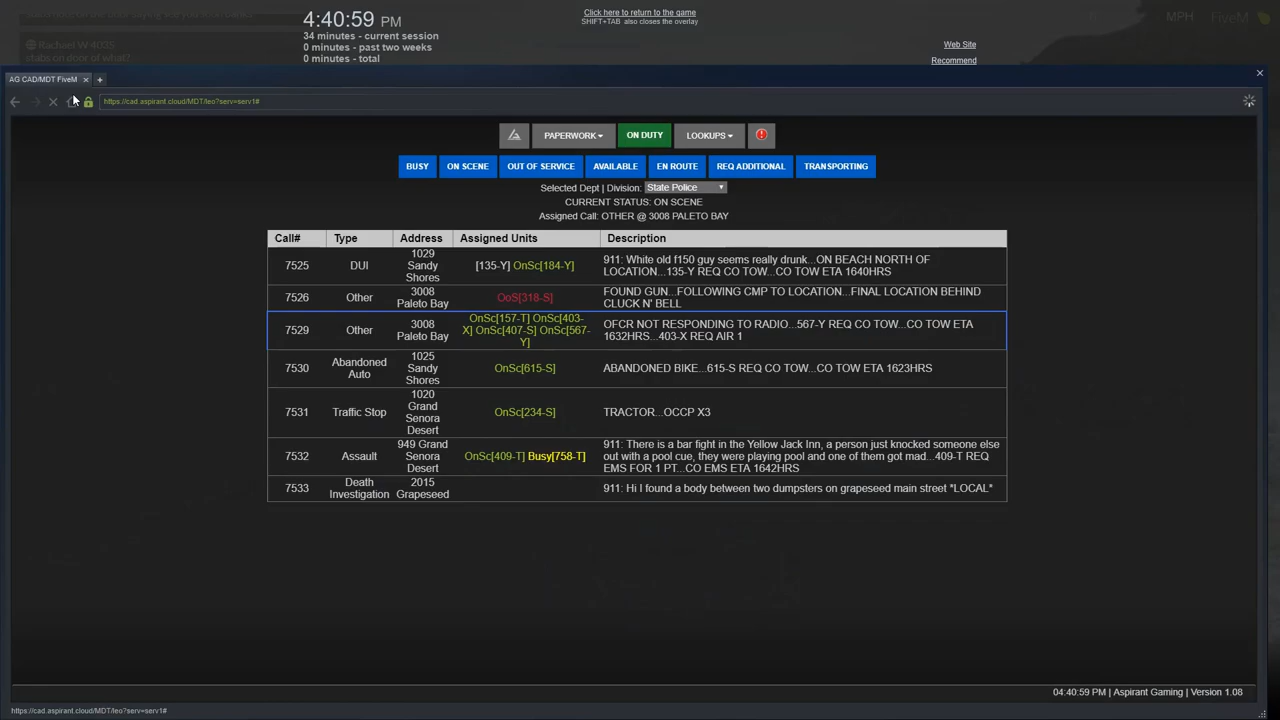 4:40:59 PM
34 minutes - current session
0 minutes - past two weeks
0 minutes - total
Click here to return to the game
SHIFT+TAB also closes the overlay
MPH
FiveM
Rachael W 403S
stabs on door of what?
Web Site
Recommend
AG CAD/MDT FiveM
https://cad.aspirant.cloud/MDT/leo?serv=serv1#
PAPERWORK
ON DUTY
LOOKUPS
BUSY
ON SCENE
OUT OF SERVICE
AVAILABLE
EN ROUTE
REQ ADDITIONAL
TRANSPORTING
Selected Dept | Division: State Police
CURRENT STATUS: ON SCENE
Assigned Call: OTHER @ 3008 PALETO BAY
Call# Type Address Assigned Units Description
7525 DUI 1029 Sandy Shores [135-Y] OnSc[184-Y] 911: White old f150 guy seems really drunk...ON BEACH NORTH OF
LOCATION...135-Y REQ CO TOW...CO TOW ETA 1640HRS
7526 Other 3008 Paleto Bay OoS[318-S] FOUND GUN...FOLLOWING CMP TO LOCATION...FINAL LOCATION BEHIND
CLUCK N' BELL
7529 Other 3008 Paleto Bay OnSc[157-T] OnSc[403-X] OnSc[407-S] OnSc[567-Y] OFCR NOT RESPONDING TO RADIO...567-Y REQ CO TOW...CO TOW ETA
1632HRS...403-X REQ AIR 1
7530 Abandoned Auto 1025 Sandy Shores OnSc[615-S] ABANDONED BIKE...615-S REQ CO TOW...CO TOW ETA 1623HRS
7531 Traffic Stop 1020 Grand Senora Desert OnSc[234-S] TRACTOR...OCCP X3
7532 Assault 949 Grand Senora Desert OnSc[409-T] Busy[758-T] 911: There is a bar fight in the Yellow Jack Inn, a person just knocked someone else
out with a pool cue, they were playing pool and one of them got mad...409-T REQ
EMS FOR 1 PT...CO EMS ETA 1642HRS
7533 Death Investigation 2015 Grapeseed 911: Hi I found a body between two dumpsters on grapeseed main street *LOCAL*
04:40:59 PM | Aspirant Gaming | Version 1.08
https://cad.aspirant.cloud/MDT/leo?serv=serv1#